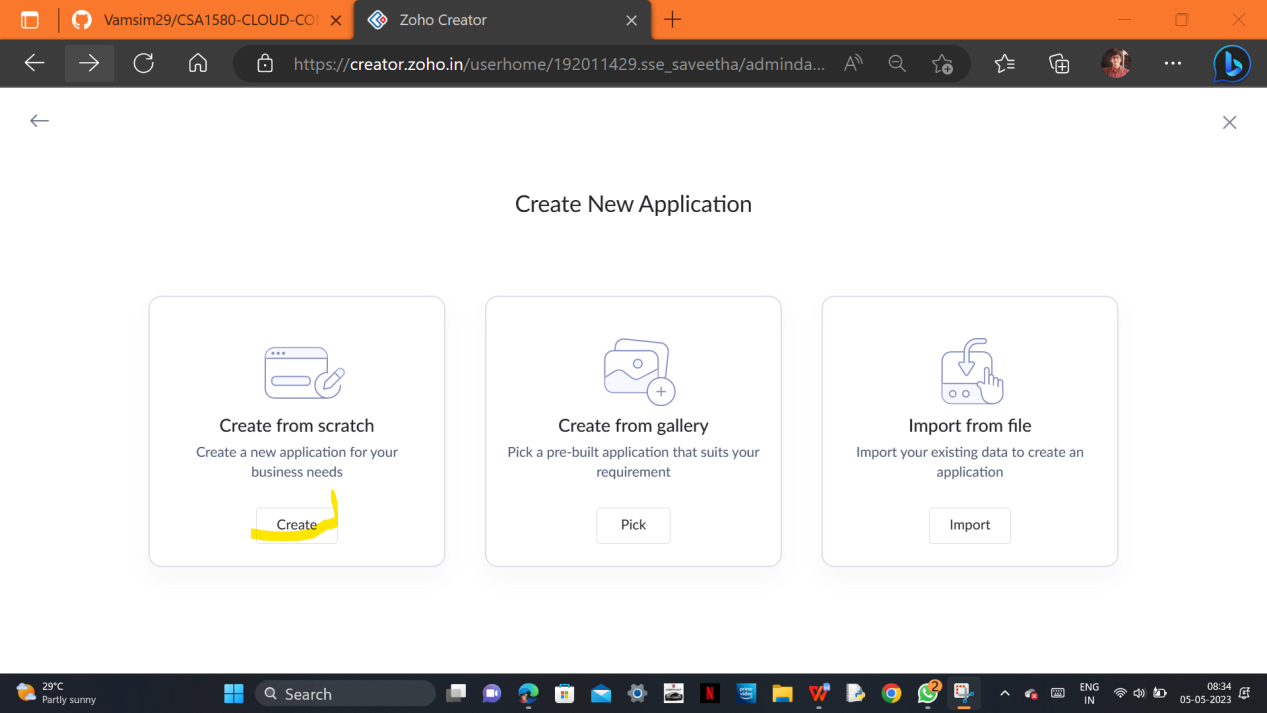 Vamsim29/CSA1580-CLOUD-CO
Zoho Creator
https://creator.zoho.in/userhome/192011429.sse_saveetha/adminda...
Create New Application
Create from scratch
Create a new application for your
business needs
Create
Create from gallery
Pick a pre-built application that suits your
requirement
Pick
Import from file
Import your existing data to create an
application
Import
29°C
Partly sunny
Search
2
ENG
IN
08:34
05-05-2023